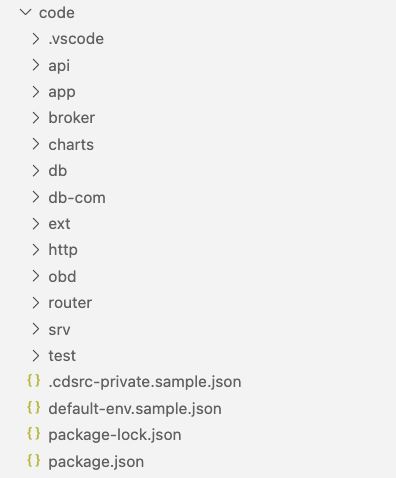 code
.vscode
api
app
broker
charts
db
db-com
ext
http
obd
router
srv
test
{} .cdsrc-private.sample.json
{} default-env.sample.json
{} package-lock.json
{} package.json